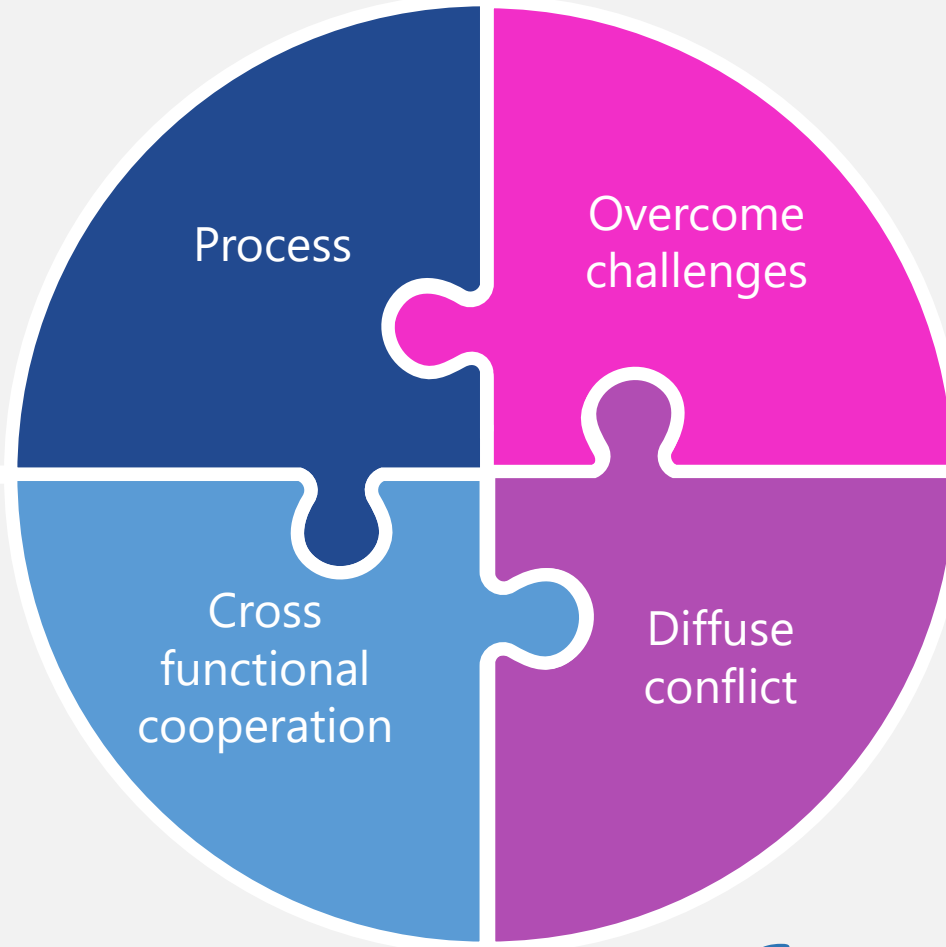 Process
Overcome
challenges
Cross
functional
cooperation
Diffuse
conflict